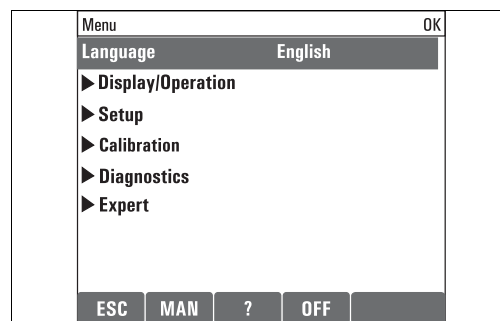 Menu OK
Language English
▶ Display/Operation
▶ Setup
▶ Calibration
▶ Diagnostics
▶ Expert
ESC MAN ? OFF